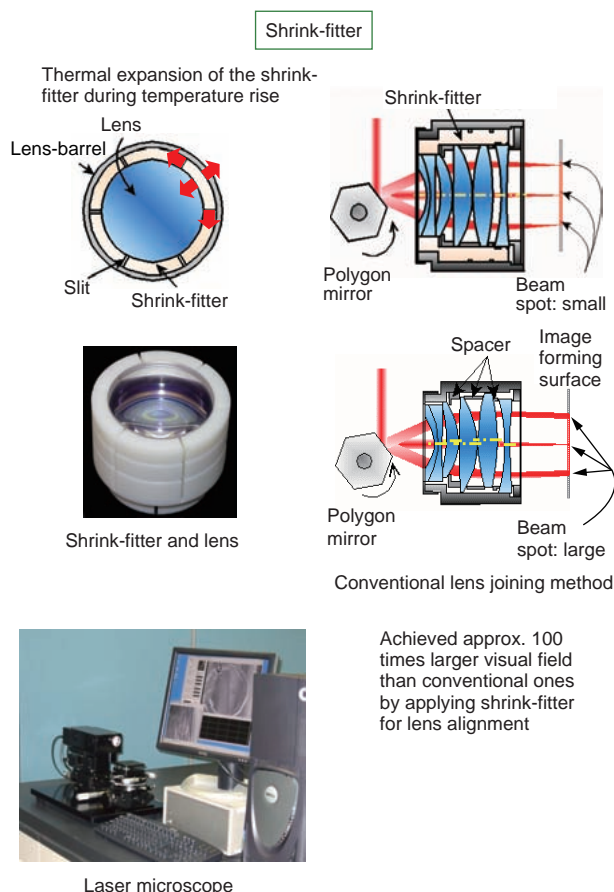 Shrink-fitter
Thermal expansion of the shrink-
fitter during temperature rise
Lens
Lens-barrel
Slit
Shrink-fitter
Shrink-fitter
Polygon
mirror
Beam
spot: small
Shrink-fitter and lens
Spacer
Image
forming
surface
Polygon
mirror
Beam
spot: large
Conventional lens joining method
Achieved approx. 100
times larger visual field
than conventional ones
by applying shrink-fitter
for lens alignment
Laser microscope